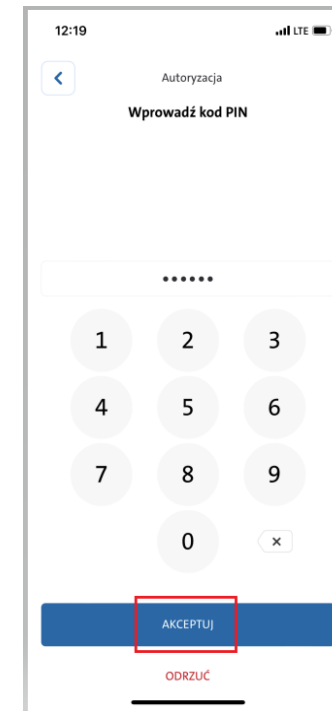 12:19 LTE
Autoryzacja
Wprowadź kod PIN
••••••
1 2 3
4 5 6
7 8 9
0
AKCEPTUJ
ODRZUĆ